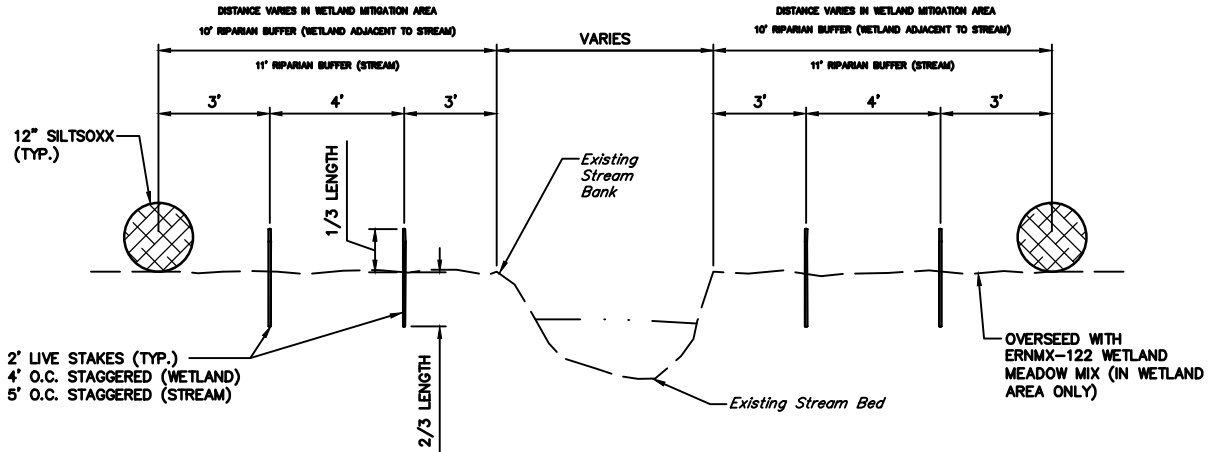 DISTANCE VARIES IN WETLAND MITIGATION AREA
10' RIPARIAN BUFFER (WETLAND ADJACENT TO STREAM)
11' RIPARIAN BUFFER (STREAM)
VARIES
DISTANCE VARIES IN WETLAND MITIGATION AREA
10' RIPARIAN BUFFER (WETLAND ADJACENT TO STREAM)
11' RIPARIAN BUFFER (STREAM)
3'
4'
3'
3'
4'
3'
12" SILTSOXX
(TYP.)
1/3 LENGTH
Existing
Stream
Bank
2' LIVE STAKES (TYP.)
4' O.C. STAGGERED (WETLAND)
5' O.C. STAGGERED (STREAM)
2/3 LENGTH
Existing Stream Bed
OVERSEED WITH
ERNMX-122 WETLAND
MEADOW MIX (IN WETLAND
AREA ONLY)